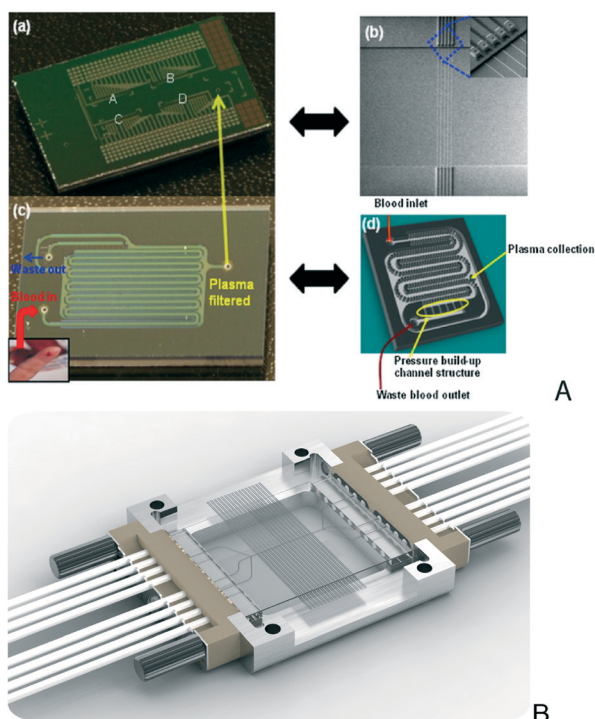 (a)
A
B
C
D
(b)
(c)
Waste out
Blood in
Plasma
filtered
Blood inlet
(d)
Plasma collection
Pressure build-up
channel structure
Waste blood outlet
A
B